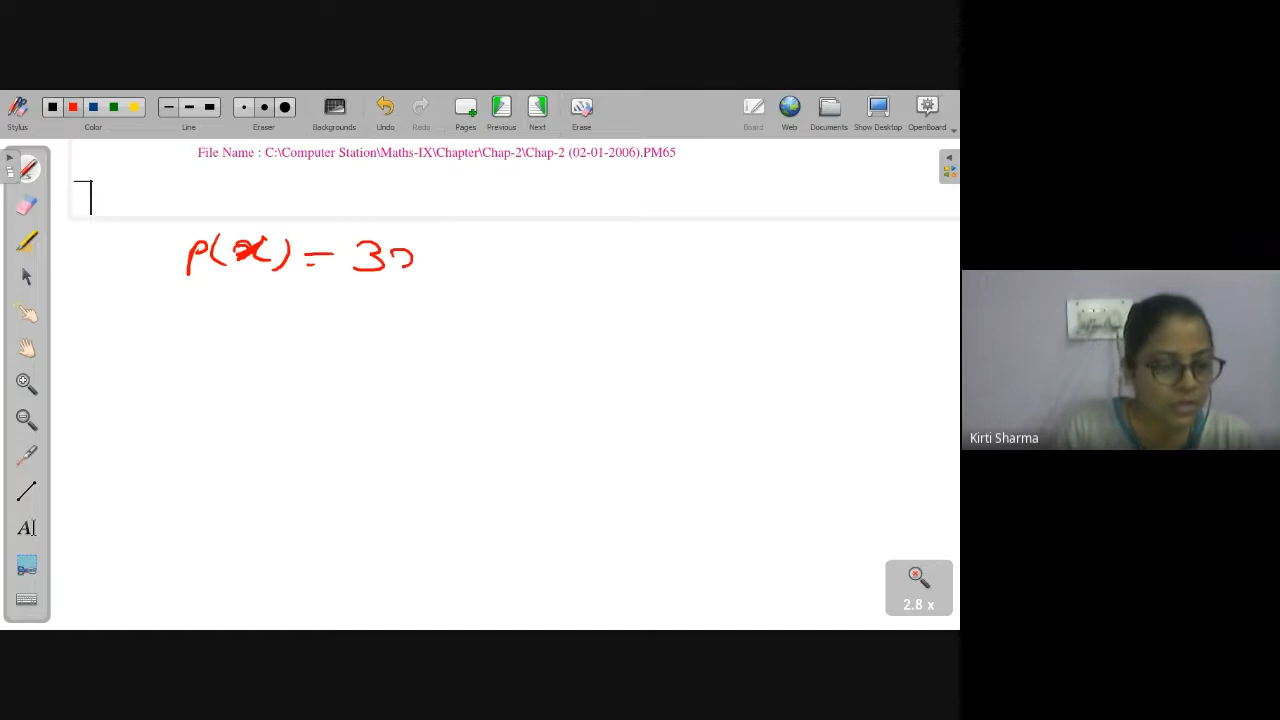 Stylus Color Line Eraser Backgrounds Undo Redo Pages Previous Next Erase Board Web Documents Show Desktop OpenBoard
File Name : C:\Computer Station\Maths-IX\Chapter\Chap-2\Chap-2 (02-01-2006).PM65
p(x) = 3
Kirti Sharma
2.8 x